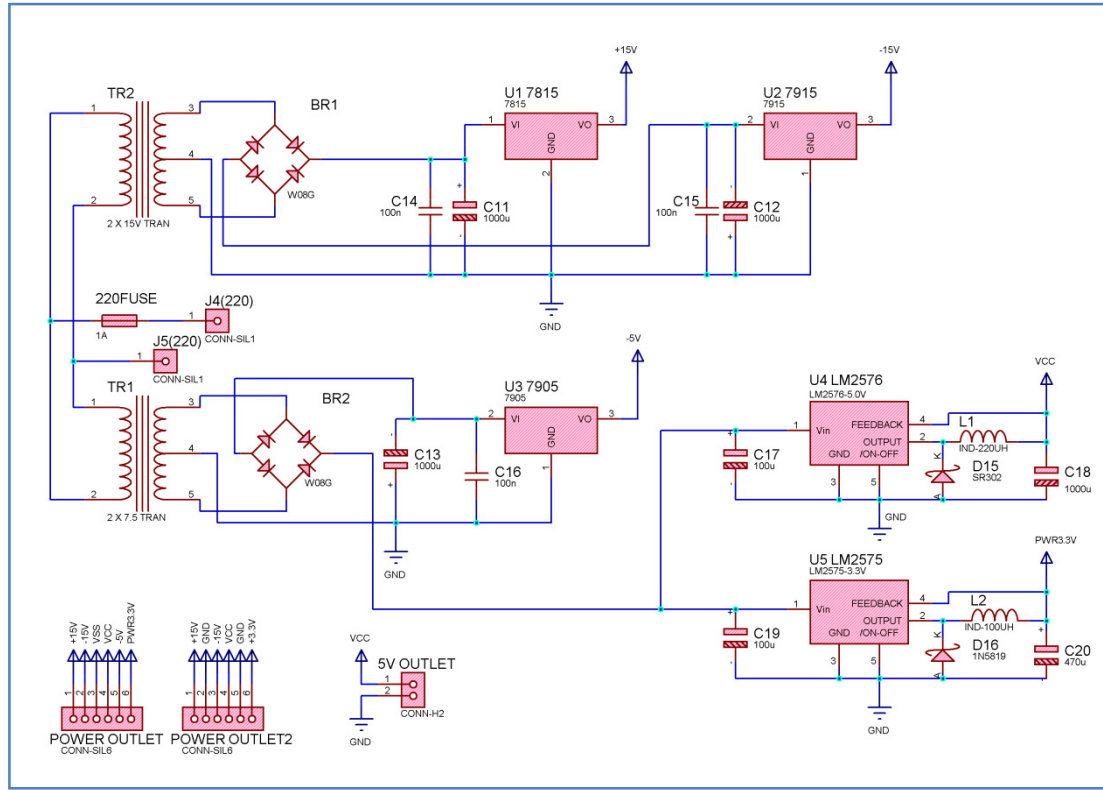 +15V
-15V
TR2
BR1
U1 7815
7815
U2 7915
7915
1
3
1
VI
VO
3
2
VI
VO
3
GND
GND
4
2
1
W08G
2
5
C14
100n
+
C11
1000u
-
C15
100n
-
C12
1000u
+
2 X 15V TRAN
220FUSE
J4(220)
1
1A
CONN-SIL1
GND
J5(220)
1
CONN-SIL1
-5V
VCC
TR1
BR2
U3 7905
7905
U4 LM2576
LM2576-5.0V
1
3
2
VI
VO
3
GND
1
Vin
FEEDBACK
4
L1
OUTPUT
2
IND-220UH
GND
/ON-OFF
4
-
C13
1000u
+
C16
100n
1
+
C17
100u
-
3
5
K
D15
SR302
A
+
C18
1000u
-
W08G
2
5
2 X 7.5 TRAN
GND
GND
PWR3.3V
U5 LM2575
LM2575-3.3V
1
Vin
FEEDBACK
4
L2
OUTPUT
2
IND-100UH
GND
/ON-OFF
+
C19
100u
-
3
5
K
D16
1N5819
A
+
C20
470u
-
GND
+15V
-15V
VSS
VCC
-5V
PWR3.3V
1
2
3
4
5
6
POWER OUTLET
CONN-SIL6
+15V
GND
-15V
VCC
GND
+3.3V
1
2
3
4
5
6
POWER OUTLET2
CONN-SIL6
VCC
5V OUTLET
1
2
CONN-H2
GND